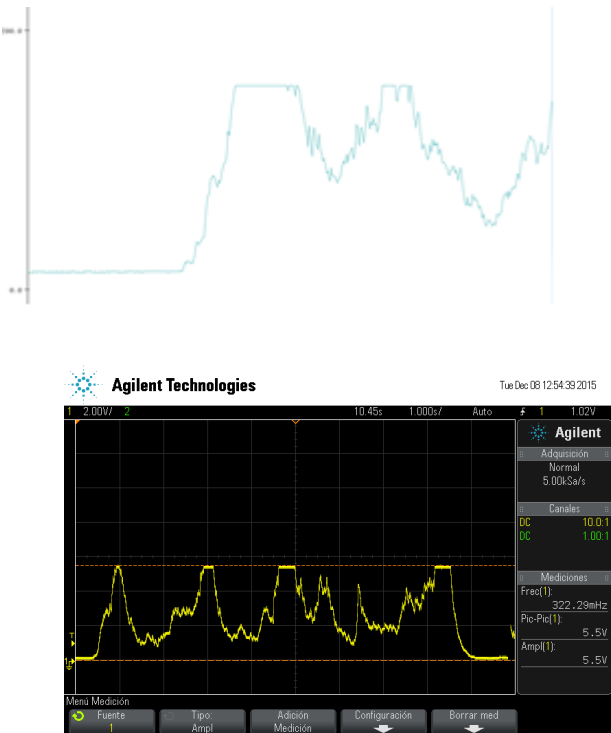 0.0
Agilent Technologies
Tue Dec 08 12:54:39 2015
1 2.00V/ 2 10.45s 1.000s/ Auto 1 1.02V
Agilent
Adquisición
Normal
5.00kSa/s
Canales
DC 10.0:1
DC 1.00:1
Mediciones
Frec(1):
322.29mHz
Pic-Pic(1):
5.5V
Ampl(1):
5.5V
T
1
Menú Medición
Fuente
1
Tipo:
Ampl
Adición
Medición
Configuración
Borrar med